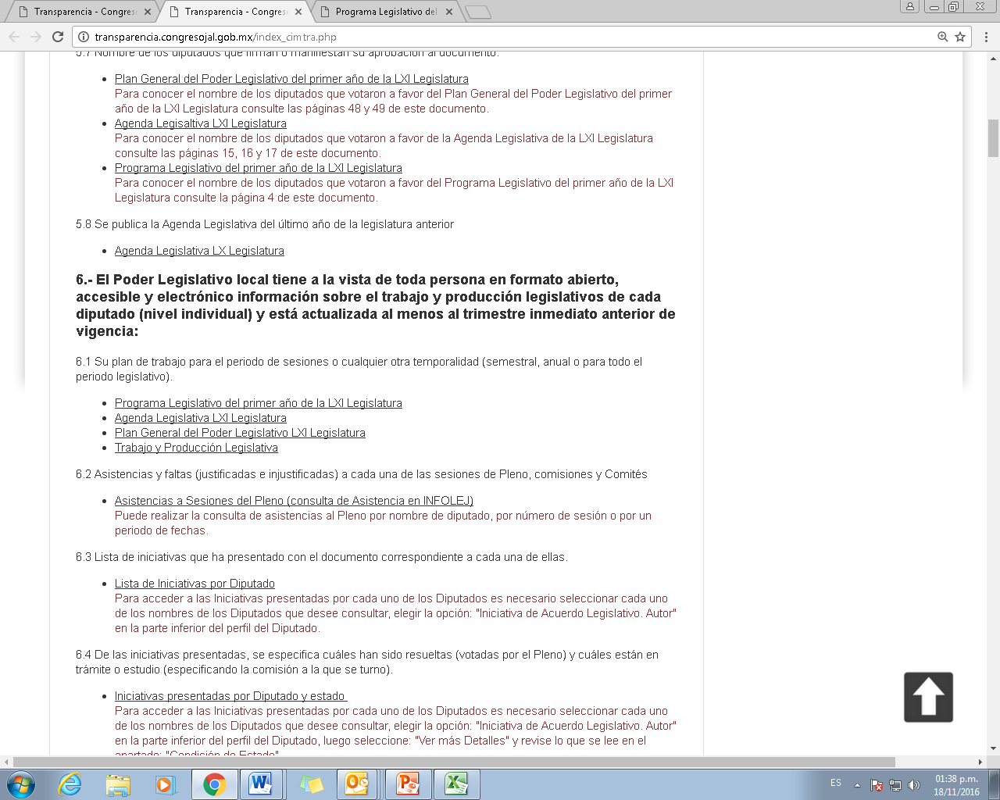 Transparencia - Congres
Transparencia - Congres
Programa Legislativo del
transparencia.congresojal.gob.mx/index_cimtra.php
5.7 Nombre de los diputados que firman o manifiestan su aprobación al documento.
Plan General del Poder Legislativo del primer año de la LXI Legislatura
Para conocer el nombre de los diputados que votaron a favor del Plan General del Poder Legislativo del primer
año de la LXI Legislatura consulte las páginas 48 y 49 de este documento.
Agenda Legisaltiva LXI Legislatura
Para conocer el nombre de los diputados que votaron a favor de la Agenda Legislativa de la LXI Legislatura
consulte las páginas 15, 16 y 17 de este documento.
Programa Legislativo del primer año de la LXI Legislatura
Para conocer el nombre de los diputados que votaron a favor del Programa Legislativo del primer año de la LXI
Legislatura consulte la página 4 de este documento.
5.8 Se publica la Agenda Legislativa del último año de la legislatura anterior
Agenda Legislativa LX Legislatura
6.- El Poder Legislativo local tiene a la vista de toda persona en formato abierto,
accesible y electrónico información sobre el trabajo y producción legislativos de cada
diputado (nivel individual) y está actualizada al menos al trimestre inmediato anterior de
vigencia:
6.1 Su plan de trabajo para el periodo de sesiones o cualquier otra temporalidad (semestral, anual o para todo el
periodo legislativo).
Programa Legislativo del primer año de la LXI Legislatura
Agenda Legislativa LXI Legislatura
Plan General del Poder Legislativo LXI Legislatura
Trabajo y Producción Legislativa
6.2 Asistencias y faltas (justificadas e injustificadas) a cada una de las sesiones de Pleno, comisiones y Comités
Asistencias a Sesiones del Pleno (consulta de Asistencia en INFOLEJ)
Puede realizar la consulta de asistencias al Pleno por nombre de diputado, por número de sesión o por un
periodo de fechas.
6.3 Lista de iniciativas que ha presentado con el documento correspondiente a cada una de ellas.
Lista de Iniciativas por Diputado
Para acceder a las Iniciativas presentadas por cada uno de los Diputados es necesario seleccionar cada uno
de los nombres de los Diputados que desee consultar, elegir la opción: "Iniciativa de Acuerdo Legislativo. Autor"
en la parte inferior del perfil del Diputado.
6.4 De las iniciativas presentadas, se especifica cuáles han sido resueltas (votadas por el Pleno) y cuáles están en
trámite o estudio (especificando la comisión a la que se turno).
Iniciativas presentadas por Diputado y estado
Para acceder a las Iniciativas presentadas por cada uno de los Diputados es necesario seleccionar cada uno
de los nombres de los Diputados que desee consultar, elegir la opción: "Iniciativa de Acuerdo Legislativo. Autor"
en la parte inferior del perfil del Diputado, luego seleccione: "Ver más Detalles" y revise lo que se lee en el
apartado: "Condición de Estado"
ES
01:38 p.m.
18/11/2016